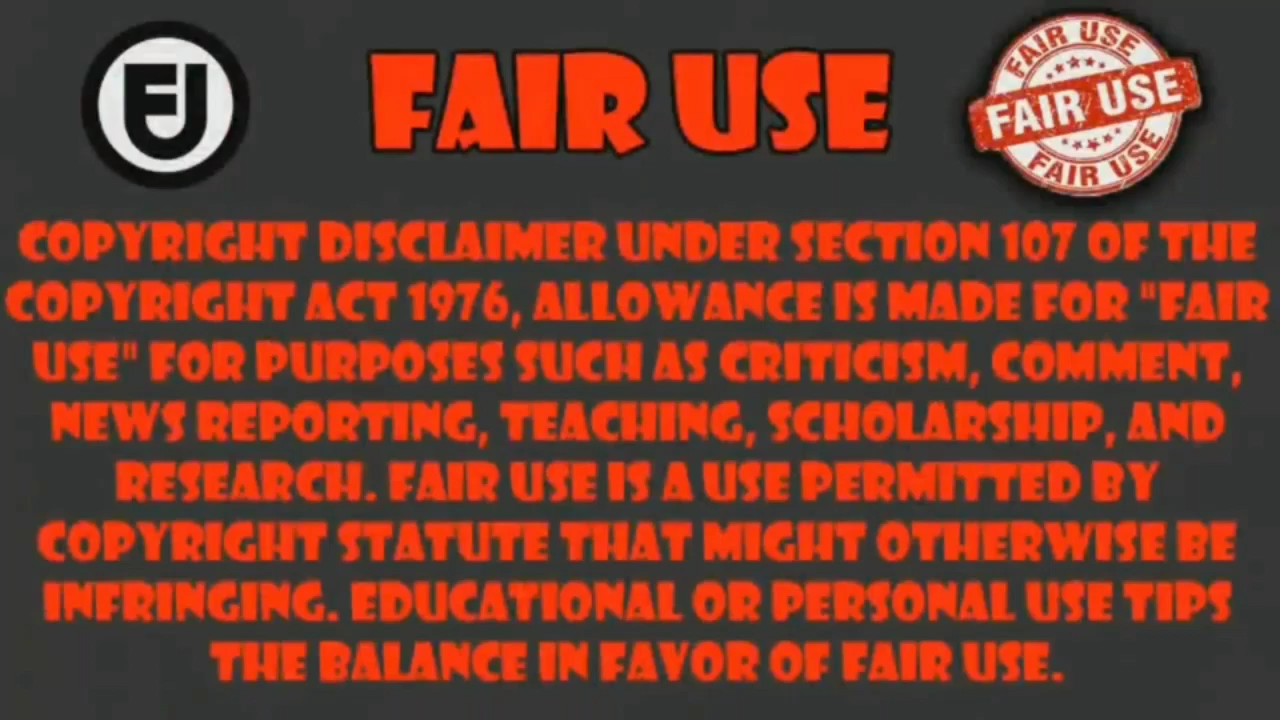 FU
FAIR USE
FAIR USE
FAIR USE
FAIR USE
COPYRIGHT DISCLAIMER UNDER SECTION 107 OF THE
COPYRIGHT ACT 1976, ALLOWANCE IS MADE FOR "FAIR
USE" FOR PURPOSES SUCH AS CRITICISM, COMMENT,
NEWS REPORTING, TEACHING, SCHOLARSHIP, AND
RESEARCH. FAIR USE IS A USE PERMITTED BY
COPYRIGHT STATUTE THAT MIGHT OTHERWISE BE
INFRINGING. EDUCATIONAL OR PERSONAL USE TIPS
THE BALANCE IN FAVOR OF FAIR USE.